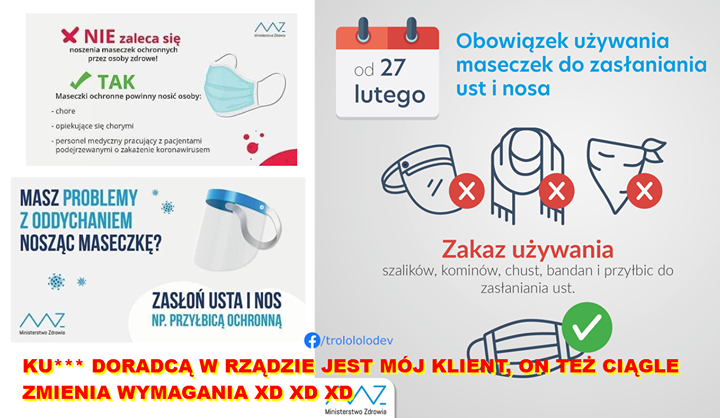 NIE zaleca się
noszenia maseczek ochronnych
przez osoby zdrowe!
Ministerstwo Zdrowia
TAK
Maseczki ochronne powinny nosić osoby:
- chore
- opiekujące się chorymi
- personel medyczny pracujący z pacjentami
podejrzewanymi o zakażenie koronawirusem
MASZ PROBLEMY
Z ODDYCHANIEM
NOSZĄC MASECZKĘ?
Ministerstwo Zdrowia
ZASŁOŃ USTA I NOS
NP. PRZYŁBICĄ OCHRONNĄ
od 27
lutego
Obowiązek używania
maseczek do zasłaniania
ust i nosa
Zakaz używania
szalików, kominów, chust, bandan i przyłbic do
zasłaniania ust.
/trolololodev
KU*** DORADCĄ W RZĄDZIE JEST MÓJ KLIENT, ON TEŻ CIĄGLE
ZMIENIA WYMAGANIA XD XD XD
Ministerstwo Zdrowia